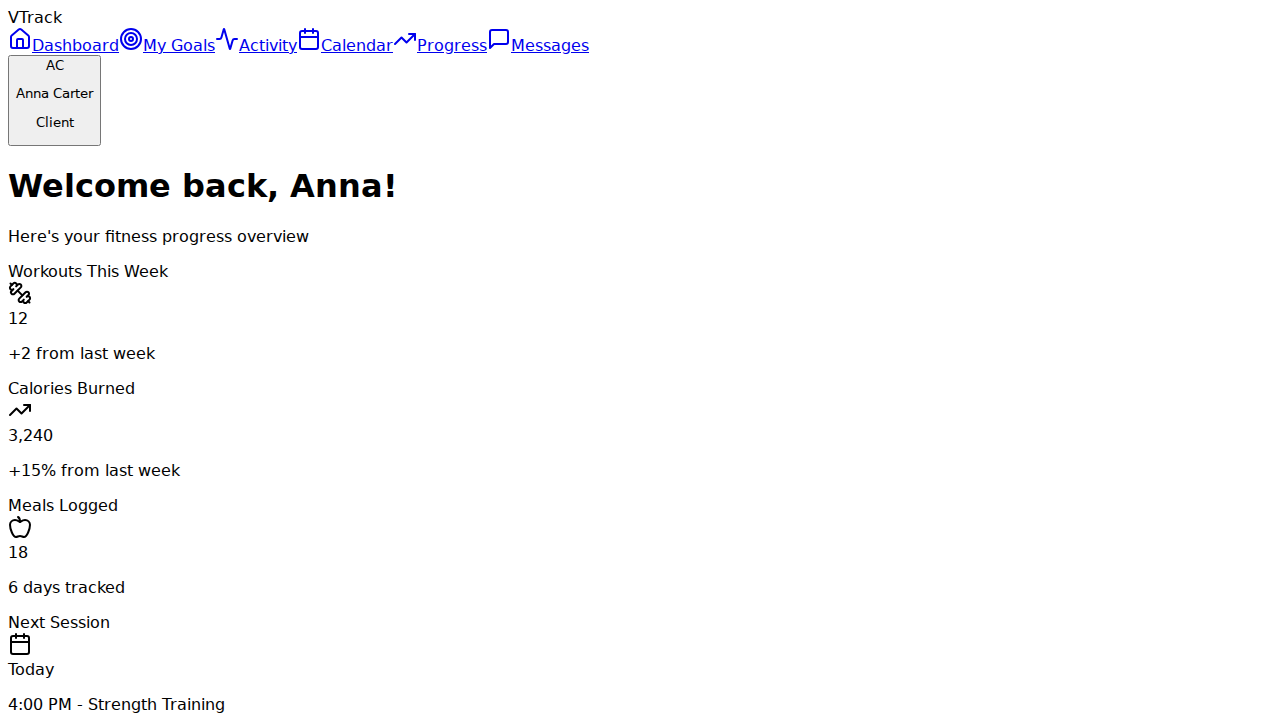 VTrack
Dashboard My Goals Activity Calendar Progress Messages
AC
Anna Carter
Client
Welcome back, Anna!
Here's your fitness progress overview
Workouts This Week
12
+2 from last week
Calories Burned
3,240
+15% from last week
Meals Logged
18
6 days tracked
Next Session
Today
4:00 PM - Strength Training